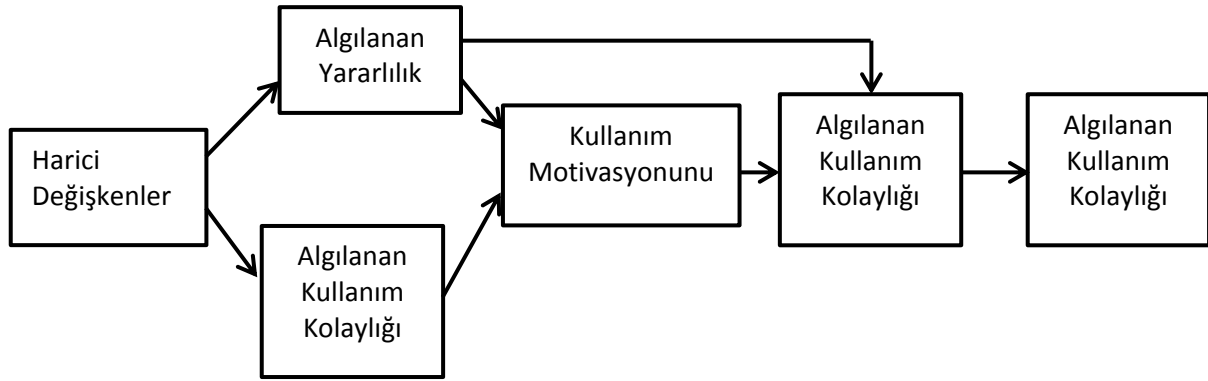 Algılanan
Yararlılık
Harici
Değişkenler
Algılanan
Kullanım
Kolaylığı
Kullanım
Motivasyonunu
Algılanan
Kullanım
Kolaylığı
Algılanan
Kullanım
Kolaylığı